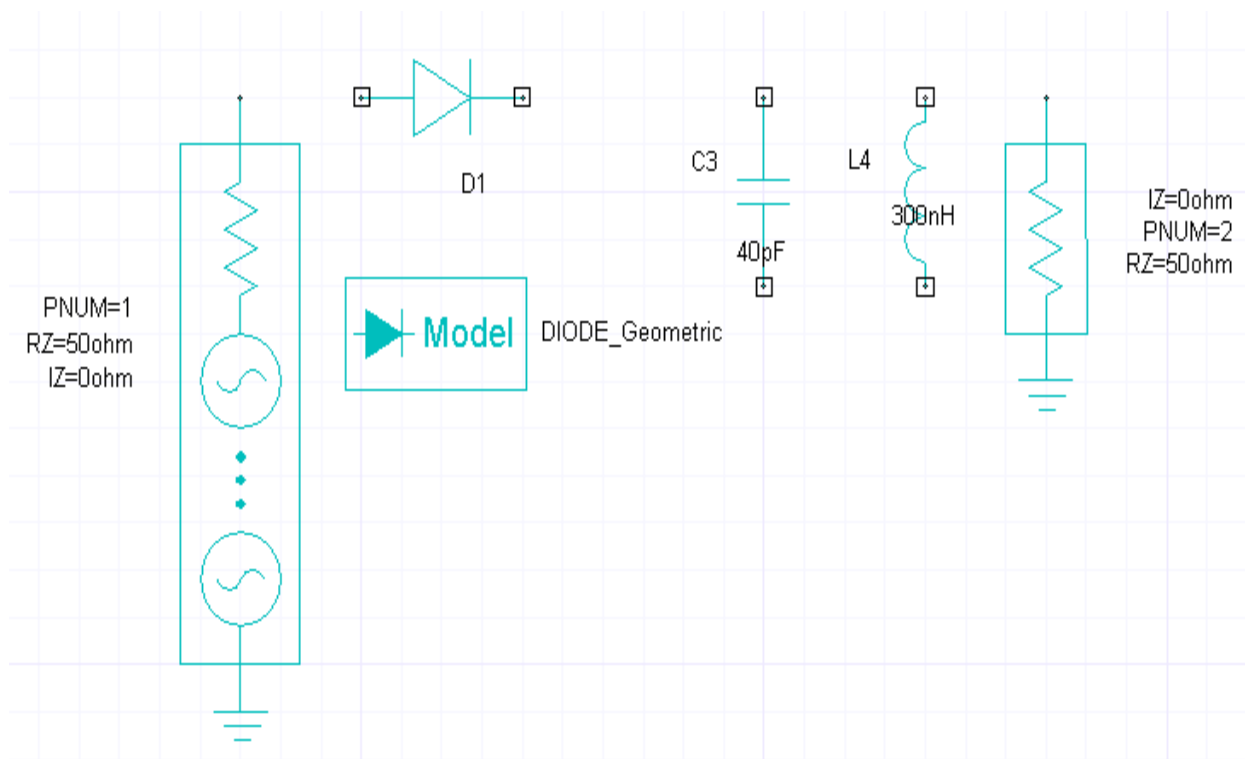 D1
C3
40pF
L4
300nH
IZ=0ohm
PNUM=2
RZ=50ohm
PNUM=1
RZ=50ohm
IZ=0ohm
Model
DIODE_Geometric